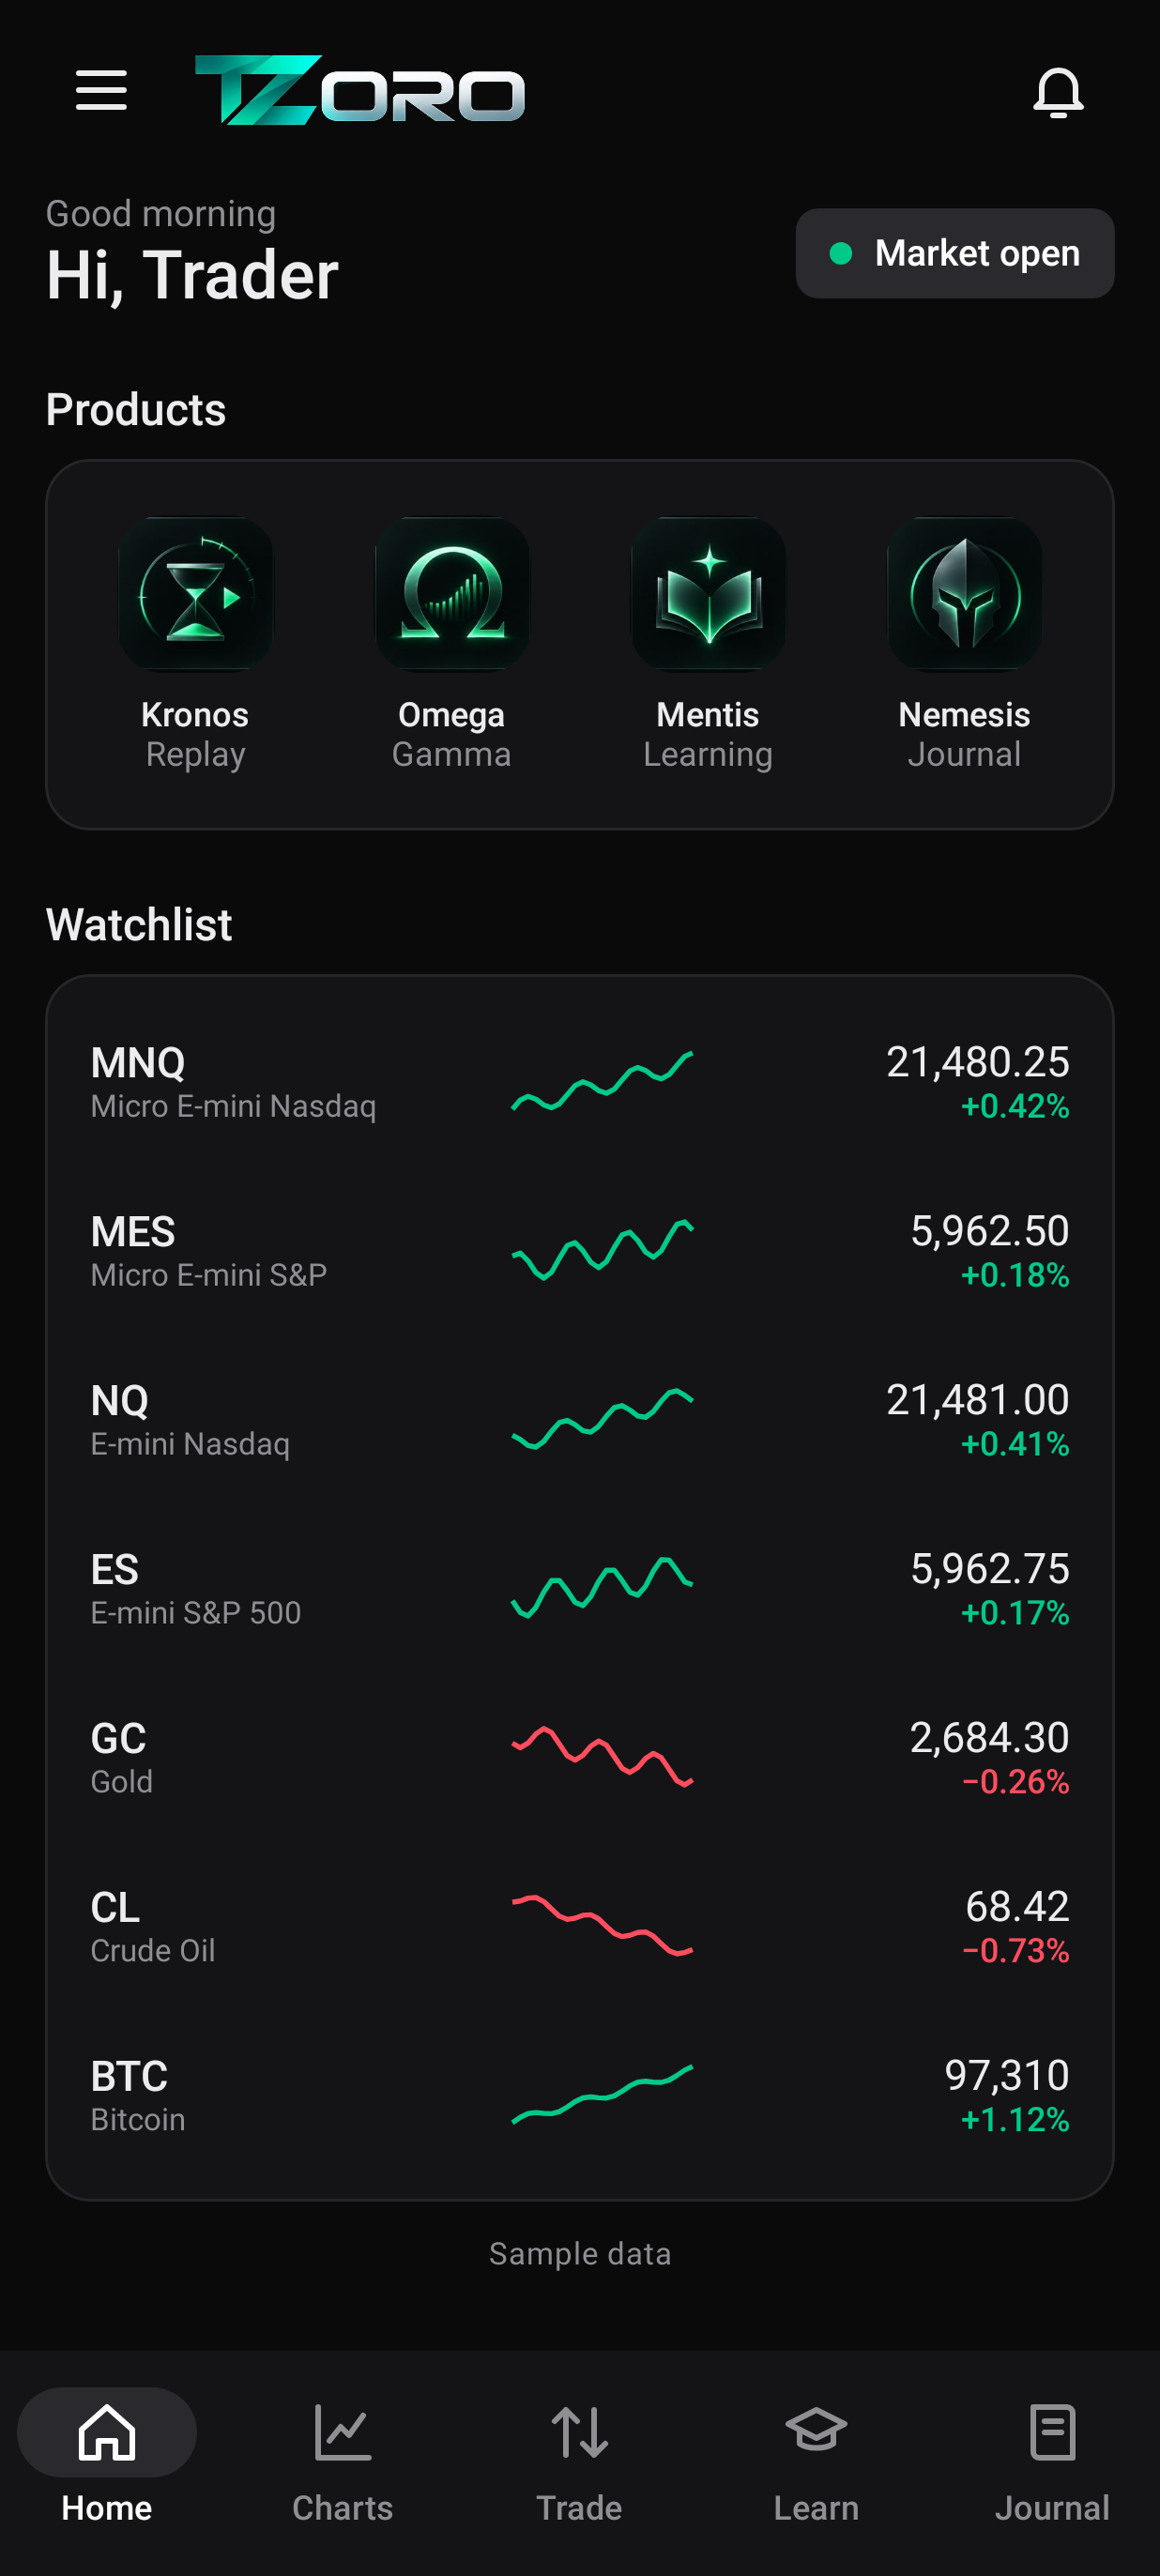 TZORO
Good morning
Hi, Trader
Market open
Products
Kronos
Replay
Omega
Gamma
Mentis
Learning
Nemesis
Journal
Watchlist
MNQ
Micro E-mini Nasdaq
21,480.25
+0.42%
MES
Micro E-mini S&P
5,962.50
+0.18%
NQ
E-mini Nasdaq
21,481.00
+0.41%
ES
E-mini S&P 500
5,962.75
+0.17%
GC
Gold
2,684.30
−0.26%
CL
Crude Oil
68.42
−0.73%
BTC
Bitcoin
97,310
+1.12%
Sample data
Home
Charts
Trade
Learn
Journal